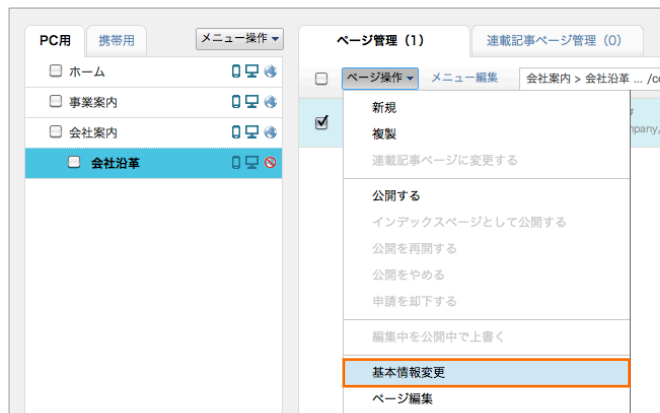 PC用 携帯用 メニュー操作
ホーム
事業案内
会社案内
会社沿革
ページ管理（1） 連載記事ページ管理（0）
ページ操作 メニュー編集 会社案内 > 会社沿革 ... /co
新規
複製
mpany/
連載記事ページに変更する
公開する
インデックスページとして公開する
公開を再開する
公開をやめる
申請を却下する
編集中を公開中で上書く
基本情報変更
ページ編集